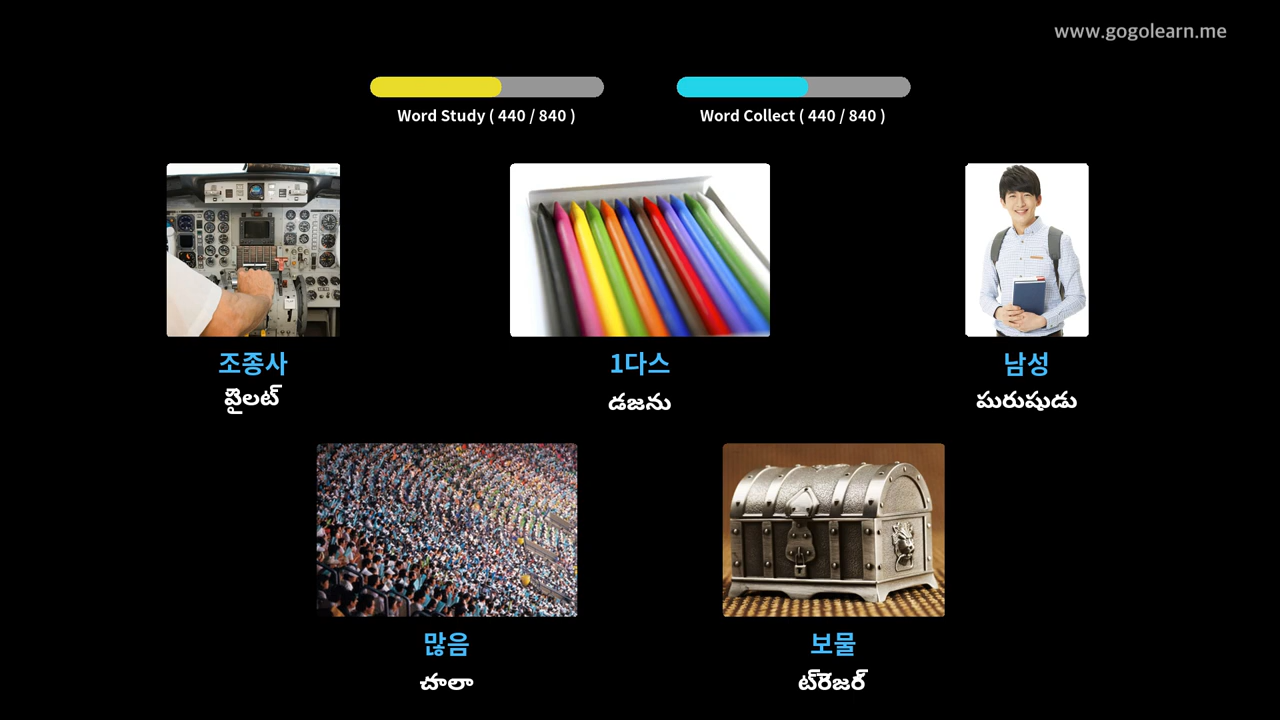 www.gogolearn.me
Word Study ( 440 / 840 )
Word Collect ( 440 / 840 )
조종사
పైలట్
1다스
డజను
남성
పురుషుడు
많음
చాలా
보물
ట్రెజర్